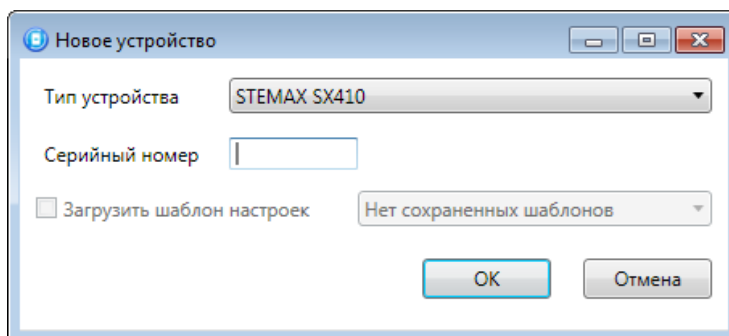 Новое устройство
Тип устройства STEMAX SX410
Серийный номер
Загрузить шаблон настроек Нет сохраненных шаблонов
OK Отмена